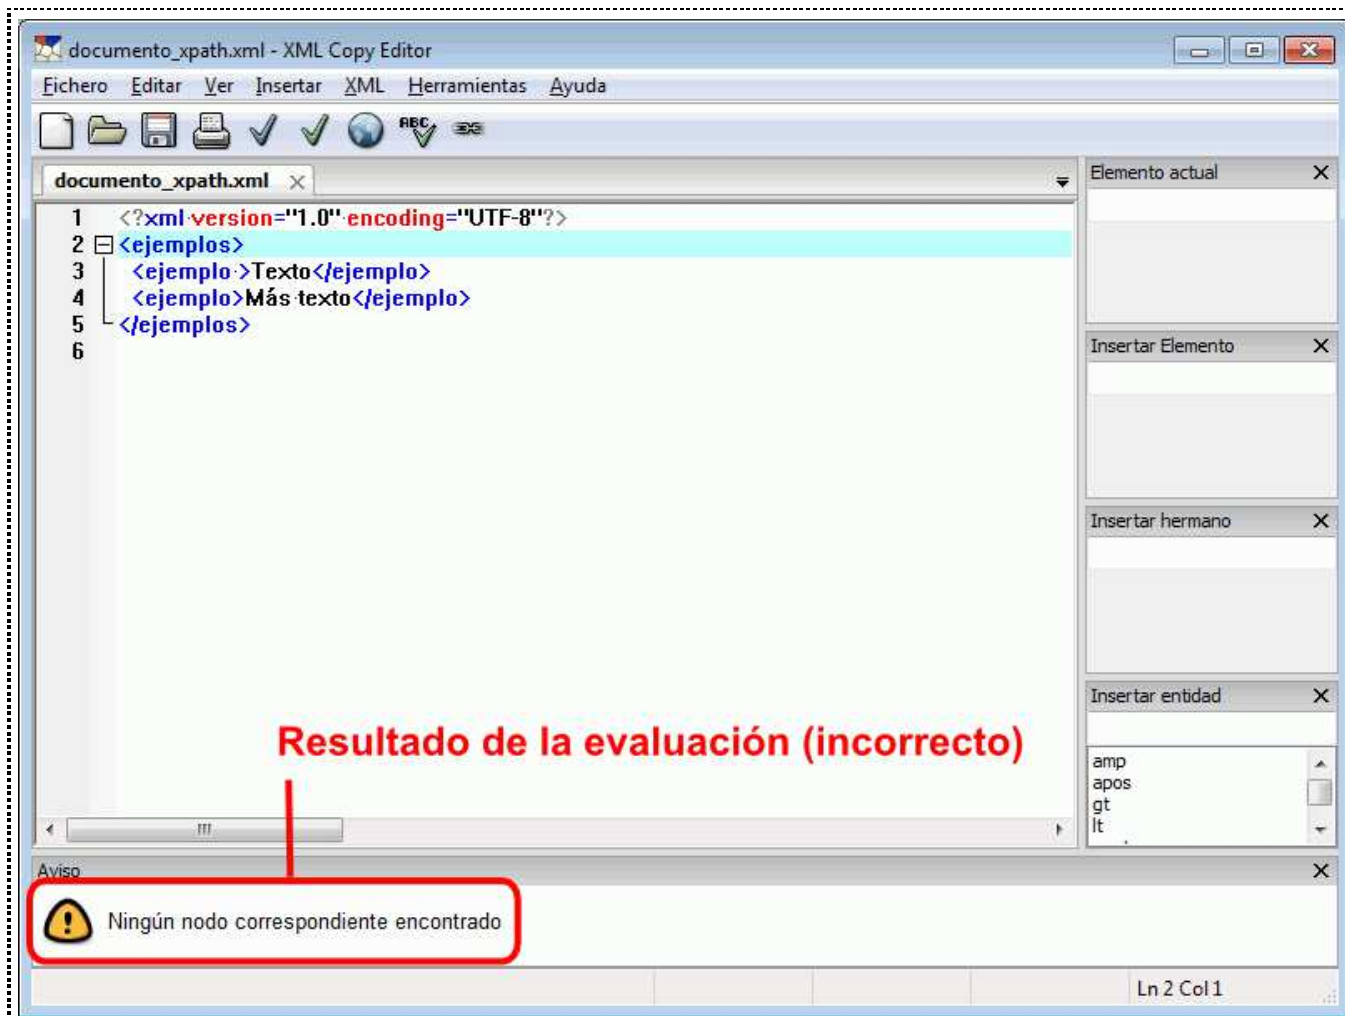 documento_xpath.xml - XML Copy Editor
Fichero Editar Ver Insertar XML Herramientas Ayuda
ABC
documento_xpath.xml
1 <?xml version="1.0" encoding="UTF-8"?>
2 <ejemplos>
3 <ejemplo >Texto</ejemplo>
4 <ejemplo>Más texto</ejemplo>
5 </ejemplos>
6
Elemento actual
Insertar Elemento
Insertar hermano
Insertar entidad
amp
apos
gt
lt
Resultado de la evaluación (incorrecto)
Aviso
Ningún nodo correspondiente encontrado
Ln 2 Col 1